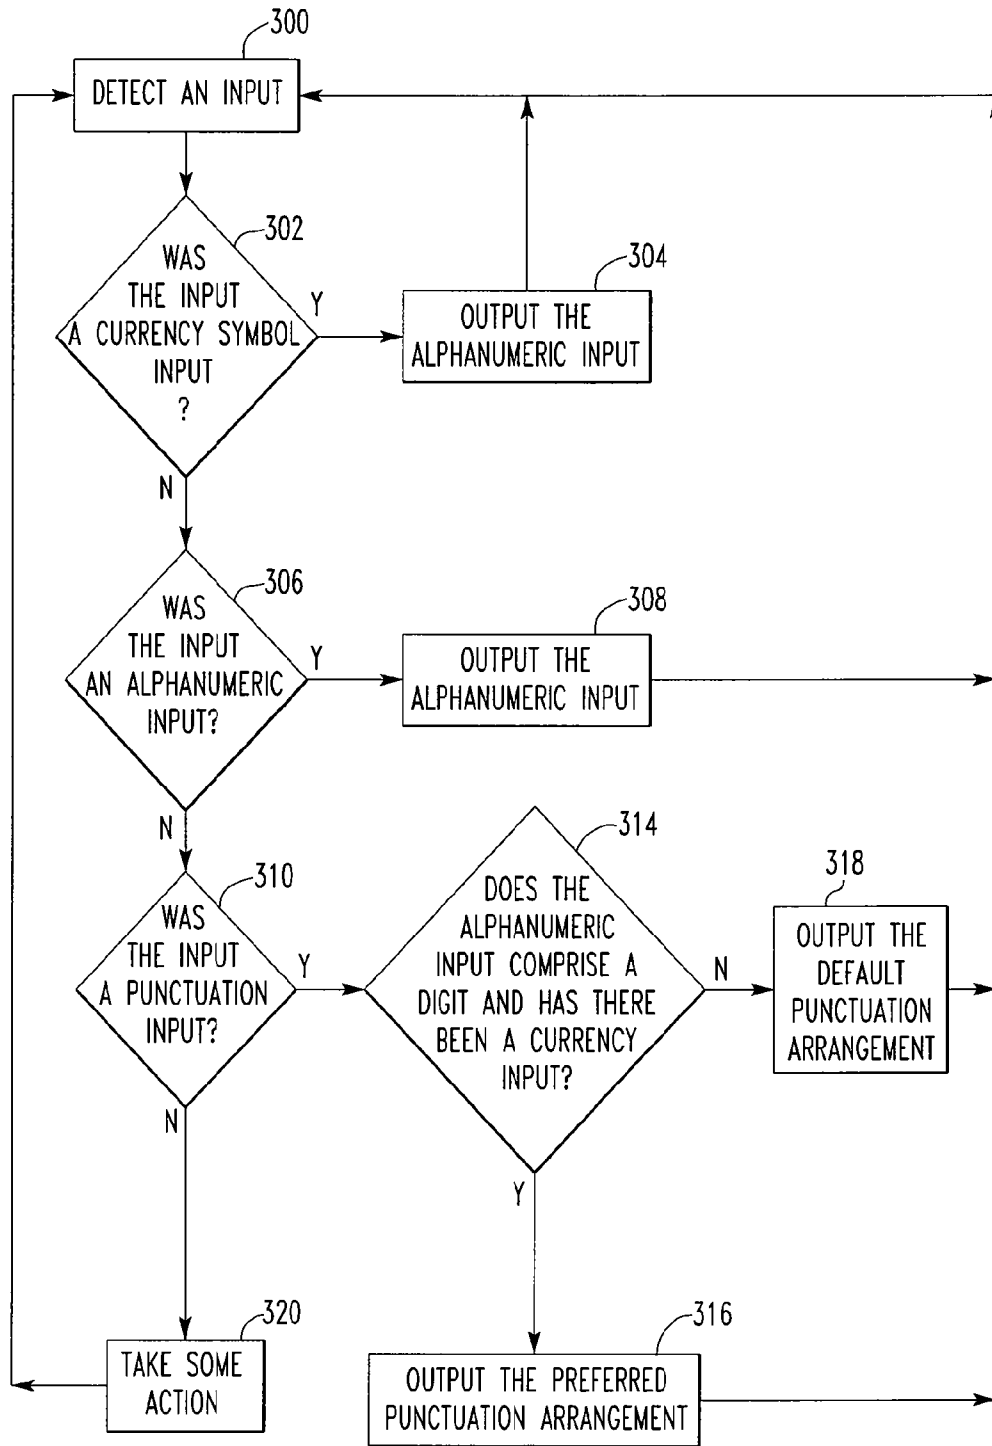 300
DETECT AN INPUT
302
WAS
THE INPUT
A CURRENCY SYMBOL
INPUT
?
Y
304
OUTPUT THE
ALPHANUMERIC INPUT
N
306
WAS
THE INPUT
AN ALPHANUMERIC
INPUT?
Y
308
OUTPUT THE
ALPHANUMERIC INPUT
N
310
WAS
THE INPUT
A PUNCTUATION
INPUT?
Y
314
DOES THE
ALPHANUMERIC
INPUT COMPRISE A
DIGIT AND HAS THERE
BEEN A CURRENCY
INPUT?
N
318
OUTPUT THE
DEFAULT
PUNCTUATION
ARRANGEMENT
N
Y
320
TAKE SOME
ACTION
316
OUTPUT THE PREFERRED
PUNCTUATION ARRANGEMENT